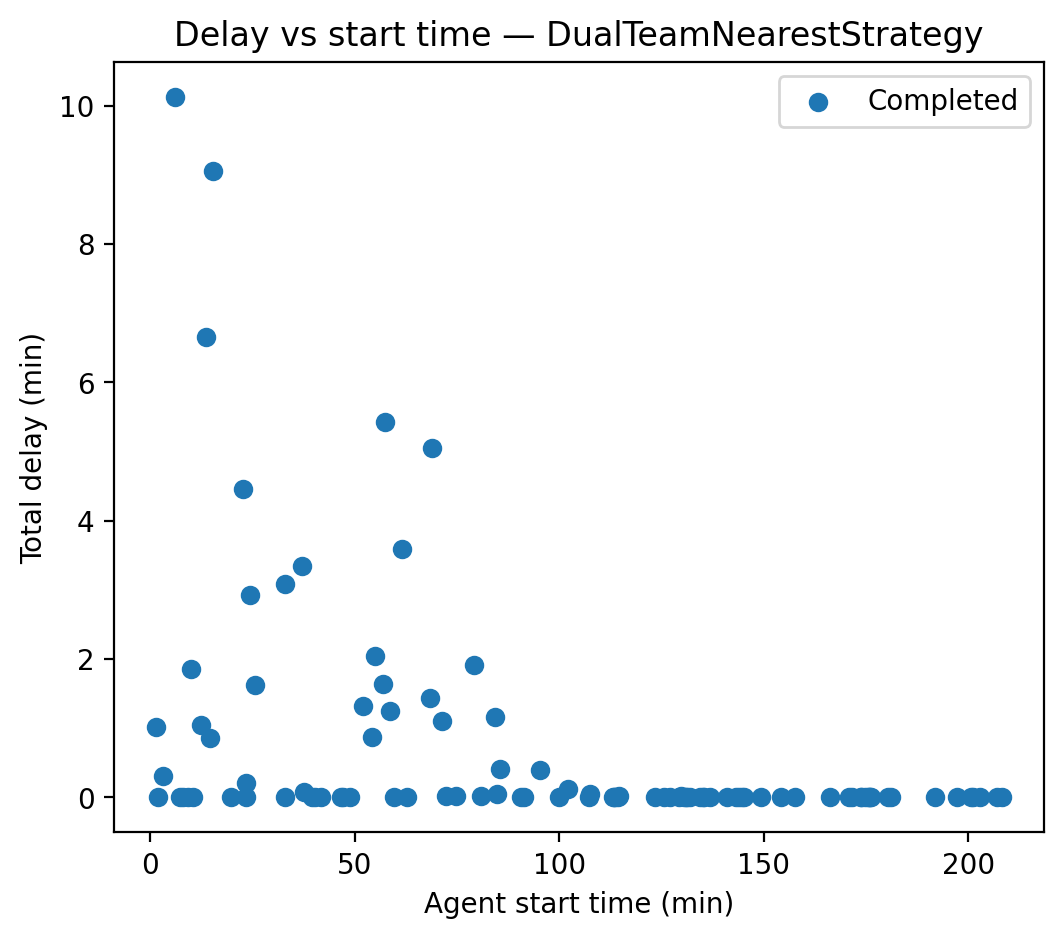 Delay vs start time — DualTeamNearestStrategy
Completed
Total delay (min)
10
8
6
4
2
0
0 50 100 150 200
Agent start time (min)